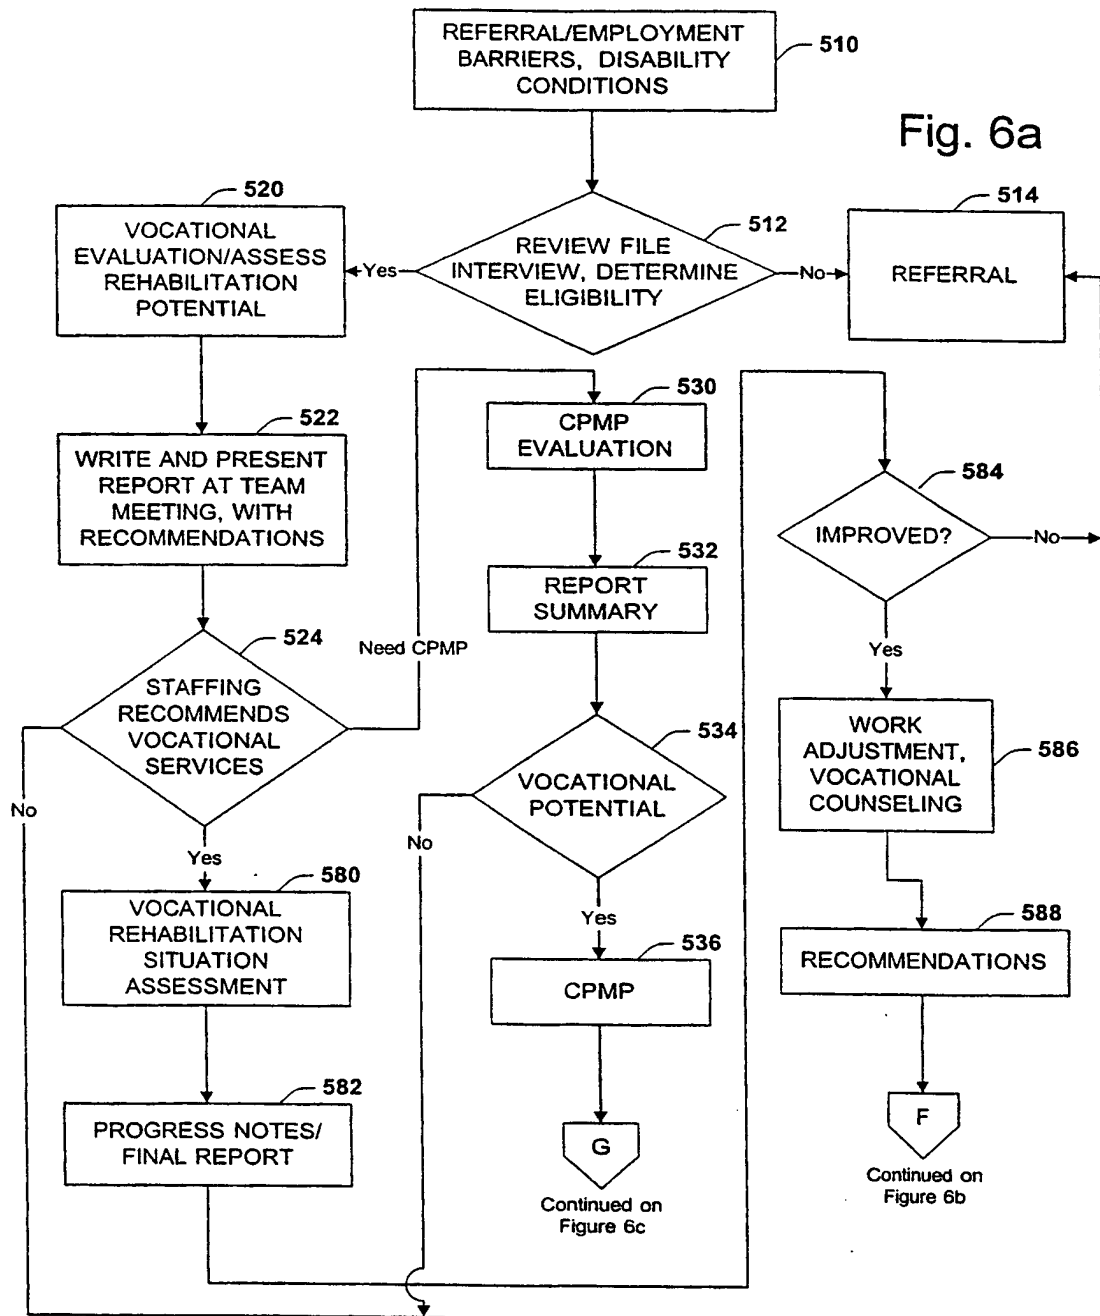 REFERRAL/EMPLOYMENT
BARRIERS, DISABILITY
CONDITIONS
510
Fig. 6a
520
VOCATIONAL
EVALUATION/ASSESS
REHABILITATION
POTENTIAL
Yes
512
REVIEW FILE
INTERVIEW, DETERMINE
ELIGIBILITY
No
514
REFERRAL
522
WRITE AND PRESENT
REPORT AT TEAM
MEETING, WITH
RECOMMENDATIONS
524
STAFFING
RECOMMENDS
VOCATIONAL
SERVICES
No
Yes
Need CPMP
580
VOCATIONAL
REHABILITATION
SITUATION
ASSESSMENT
582
PROGRESS NOTES/
FINAL REPORT
530
CPMP
EVALUATION
532
REPORT
SUMMARY
534
VOCATIONAL
POTENTIAL
No
Yes
536
CPMP
G
Continued on
Figure 6c
584
IMPROVED?
No
Yes
WORK
ADJUSTMENT,
VOCATIONAL
COUNSELING
586
588
RECOMMENDATIONS
F
Continued on
Figure 6b